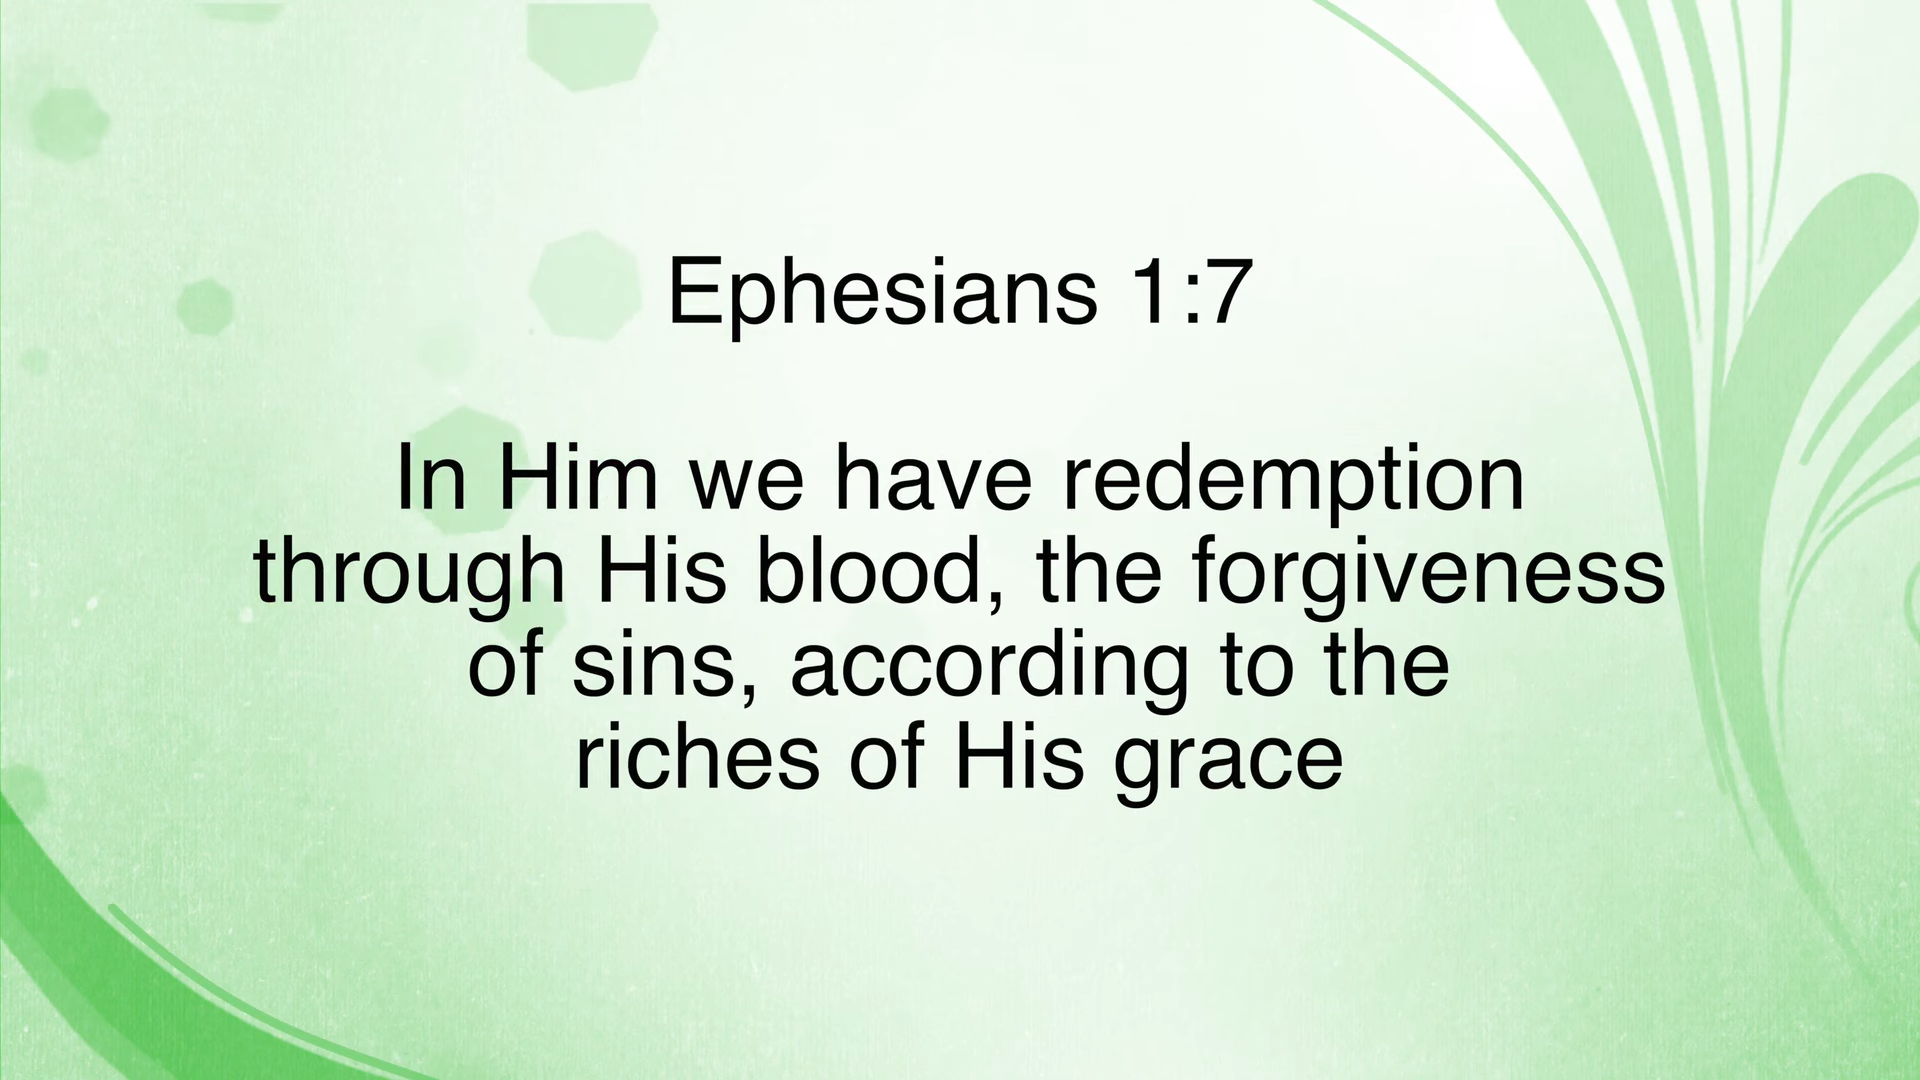 Ephesians 1:7
In Him we have redemption
through His blood, the forgiveness
of sins, according to the
riches of His grace